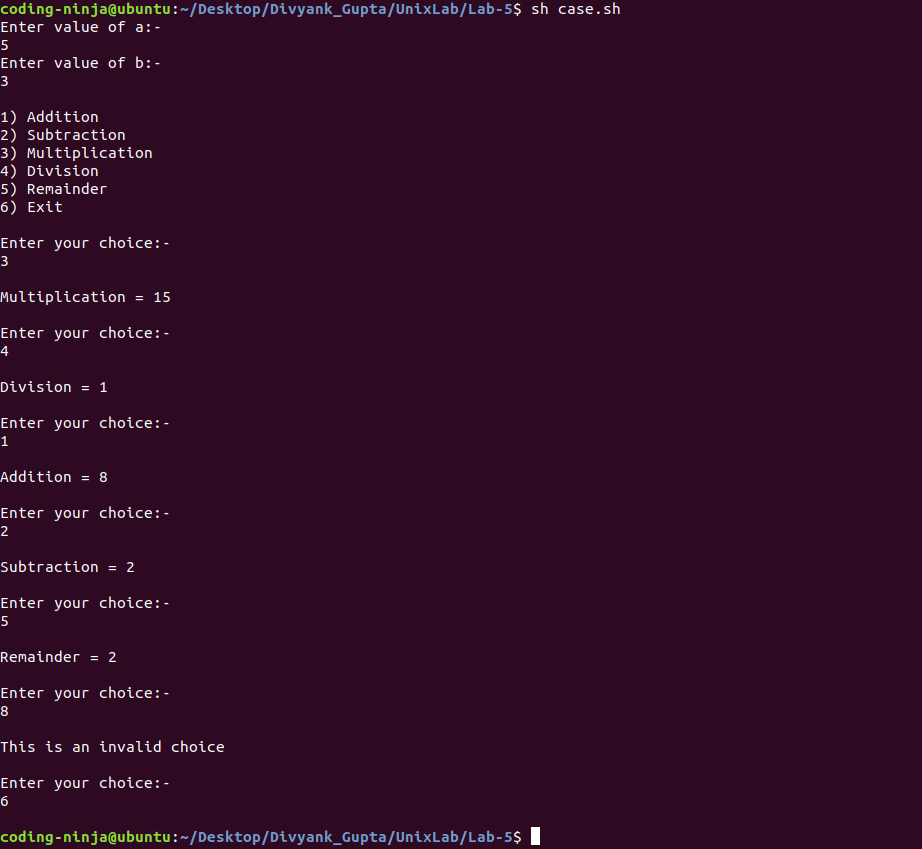 coding-ninja@ubuntu:~/Desktop/Divyank_Gupta/UnixLab/Lab-5$ sh case.sh
Enter value of a:-
5
Enter value of b:-
3
1) Addition
2) Subtraction
3) Multiplication
4) Division
5) Remainder
6) Exit
Enter your choice:-
3
Multiplication = 15
Enter your choice:-
4
Division = 1
Enter your choice:-
1
Addition = 8
Enter your choice:-
2
Subtraction = 2
Enter your choice:-
5
Remainder = 2
Enter your choice:-
8
This is an invalid choice
Enter your choice:-
6
coding-ninja@ubuntu:~/Desktop/Divyank_Gupta/UnixLab/Lab-5$